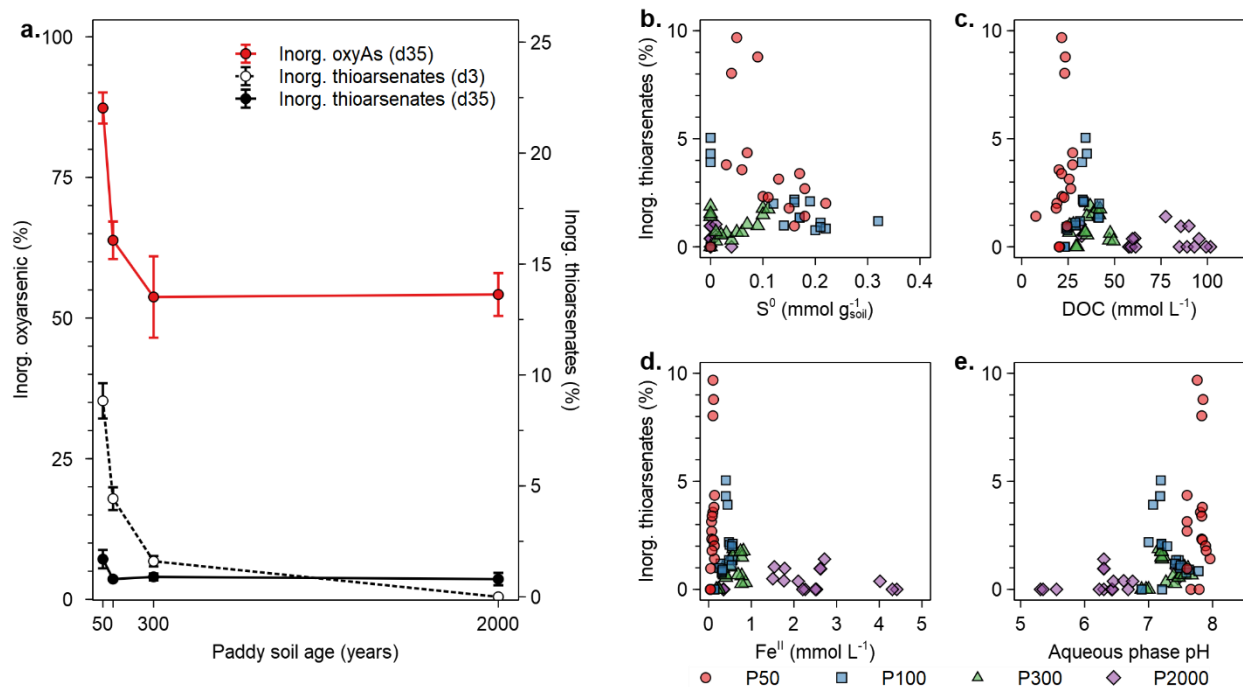 a.
Inorg. oxyAs (d35)
Inorg. thioarsenates (d3)
Inorg. thioarsenates (d35)
100
75
50
25
0
Inorg. oxyarsenic (%)
25
20
15
10
5
0
Inorg. thioarsenates (%)
50
300
2000
Paddy soil age (years)
b.
10
5
0
Inorg. thioarsenates (%)
0
0.1
0.2
0.3
0.4
S⁰ (mmol g⁻¹soil)
c.
10
5
0
0
25
50
75
100
DOC (mmol L⁻¹)
d.
10
5
0
Inorg. thioarsenates (%)
0
1
2
3
4
5
Feᴵᴵ (mmol L⁻¹)
e.
10
5
0
5
6
7
8
Aqueous phase pH
P50
P100
P300
P2000